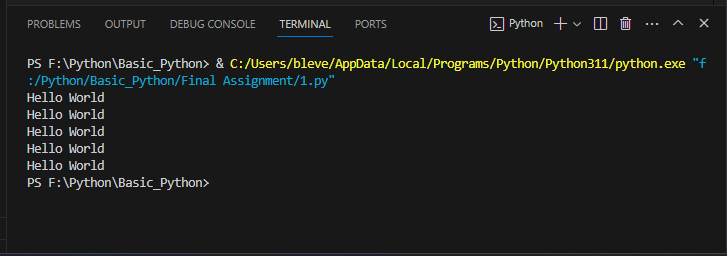 PROBLEMS OUTPUT DEBUG CONSOLE TERMINAL PORTS Python
PS F:\Python\Basic_Python> & C:/Users/bleve/AppData/Local/Programs/Python/Python311/python.exe "f
:/Python/Basic_Python/Final Assignment/1.py"
Hello World
Hello World
Hello World
Hello World
Hello World
PS F:\Python\Basic_Python>